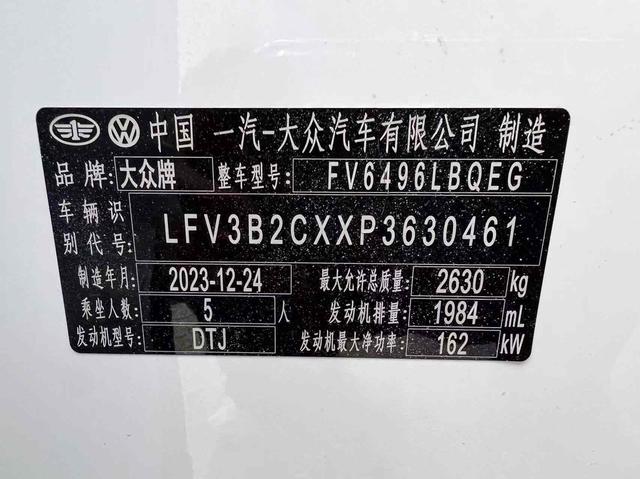 中国 一汽-大众汽车有限公司 制造
品牌: 大众牌 整车型号: FV6496LBQEG
车辆识别代号: LFV3B2CXXP3630461
制造年月: 2023-12-24 最大允许总质量: 2630 kg
乘坐人数: 5 人 发动机排量: 1984 mL
发动机型号: DTJ 发动机最大净功率: 162 kW